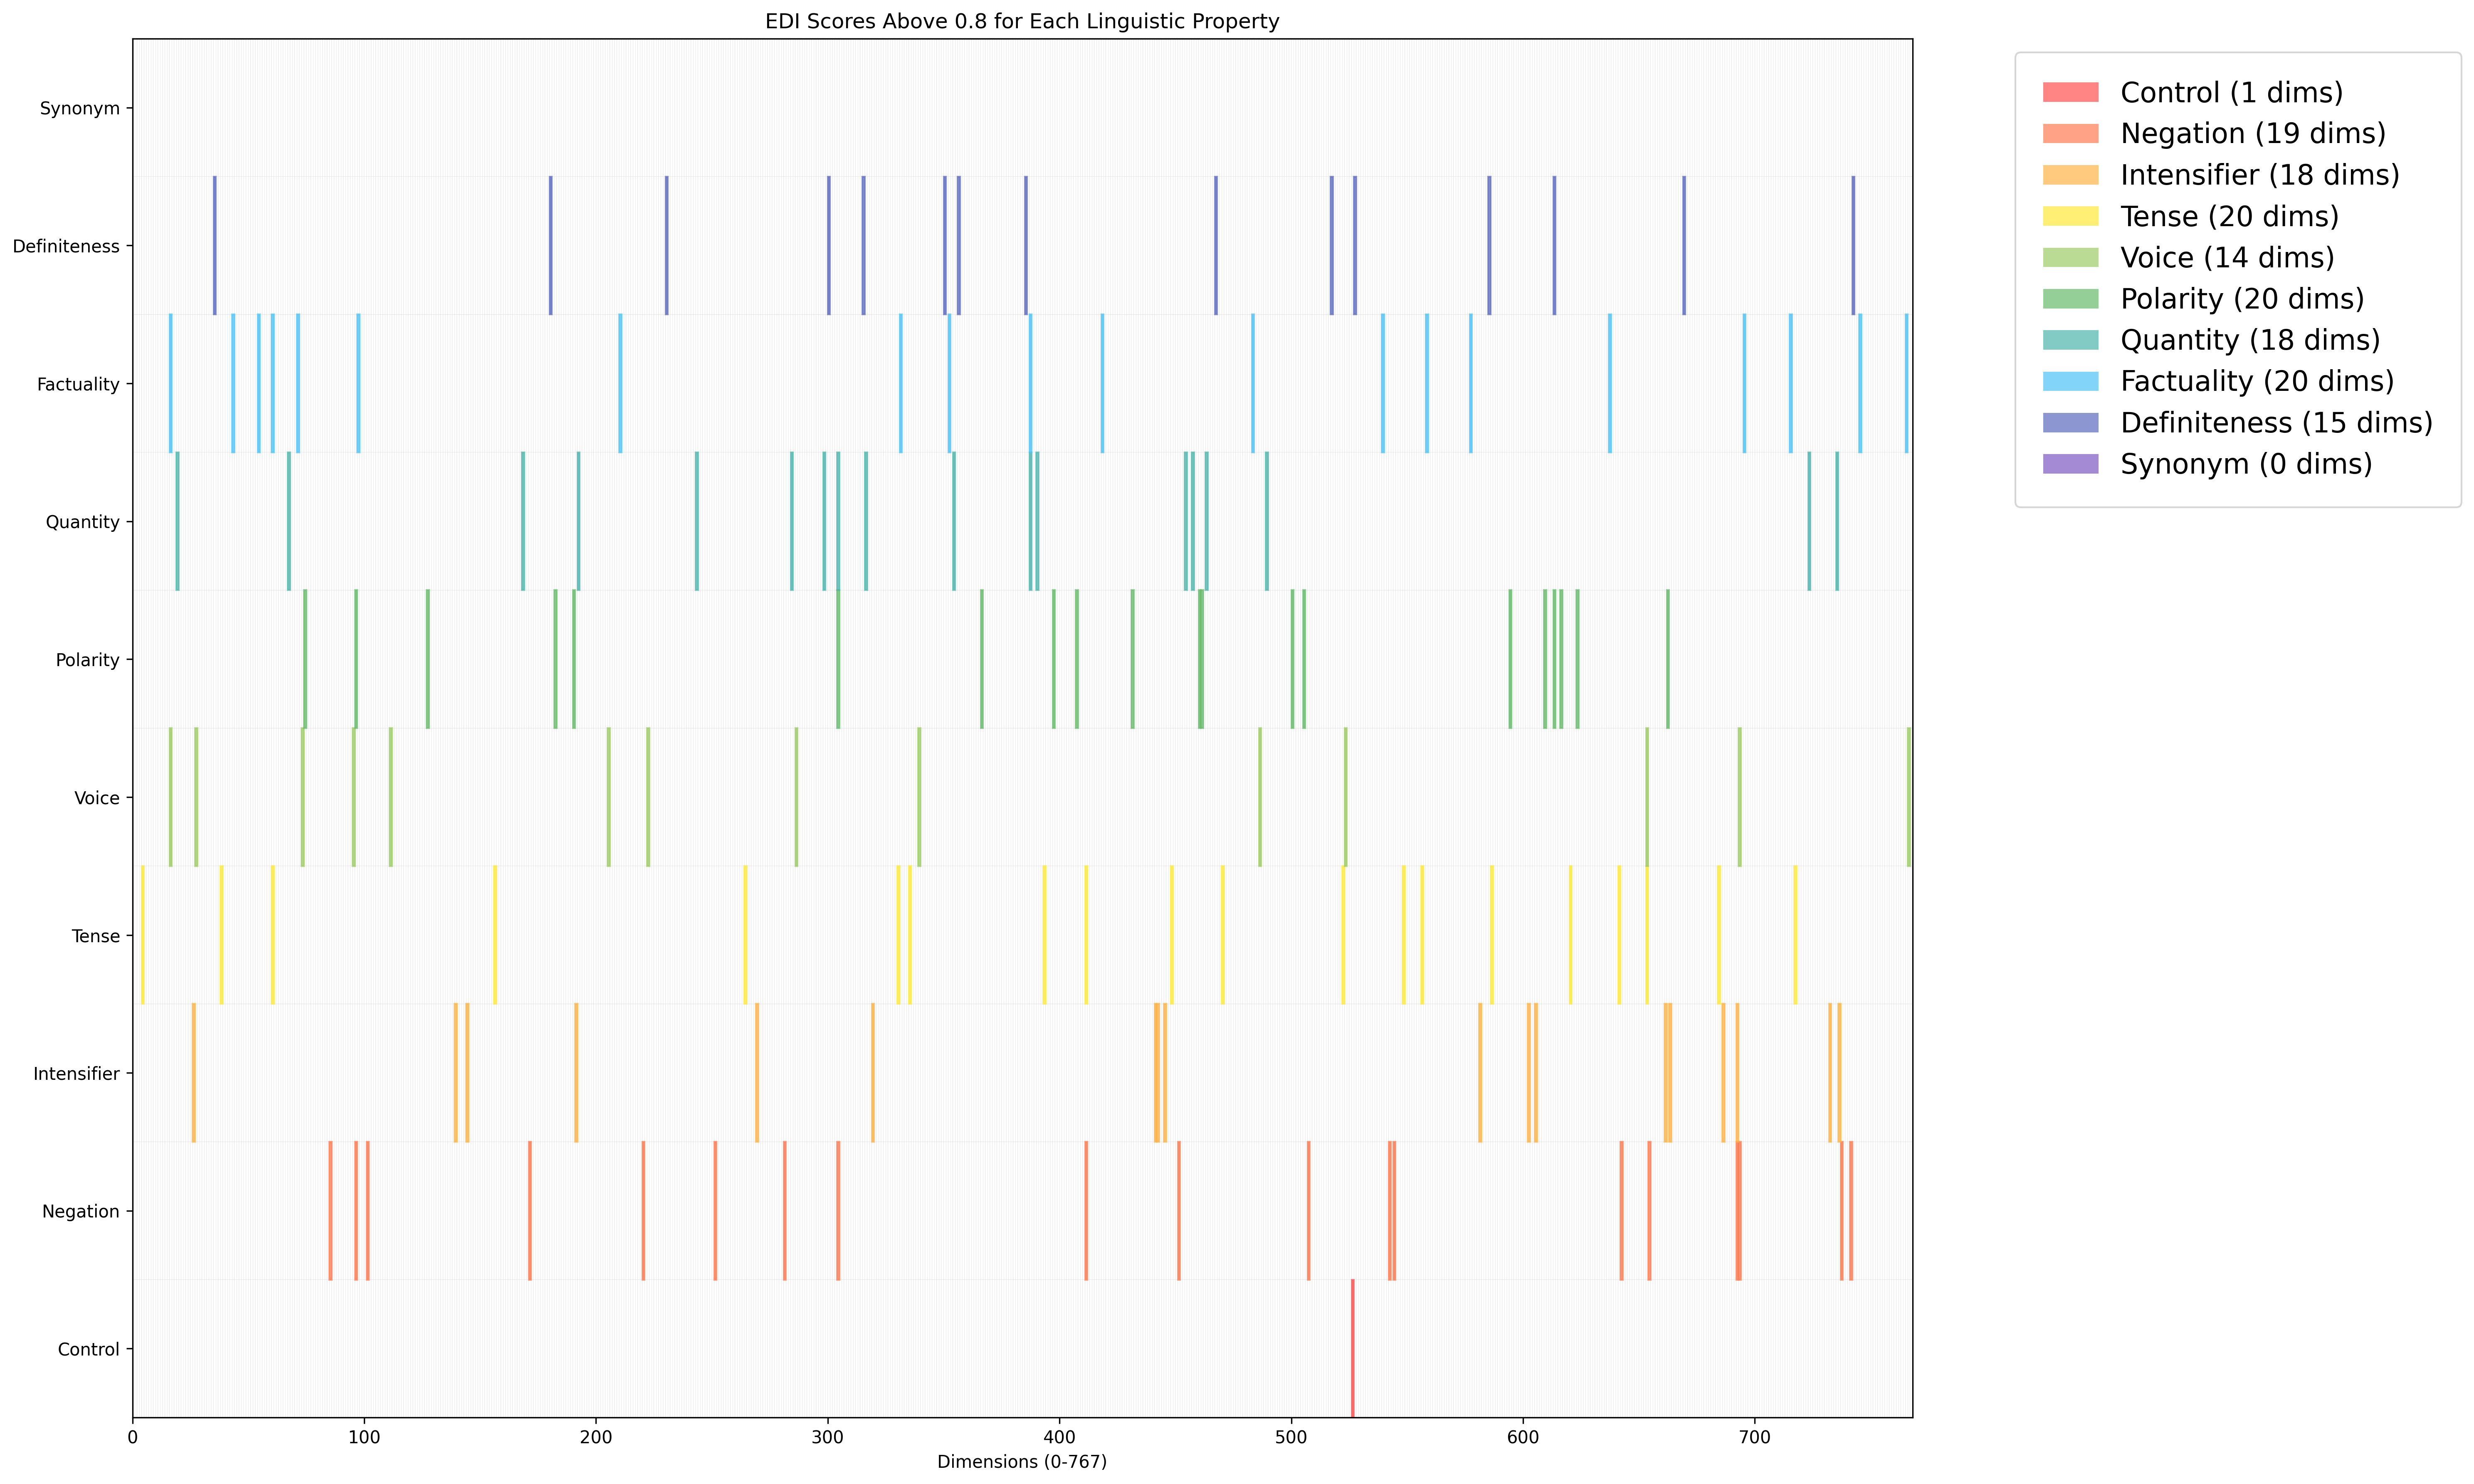 EDI Scores Above 0.8 for Each Linguistic Property
Synonym
Definiteness
Factuality
Quantity
Polarity
Voice
Tense
Intensifier
Negation
Control
0 100 200 300 400 500 600 700
Dimensions (0-767)
Control (1 dims)
Negation (19 dims)
Intensifier (18 dims)
Tense (20 dims)
Voice (14 dims)
Polarity (20 dims)
Quantity (18 dims)
Factuality (20 dims)
Definiteness (15 dims)
Synonym (0 dims)